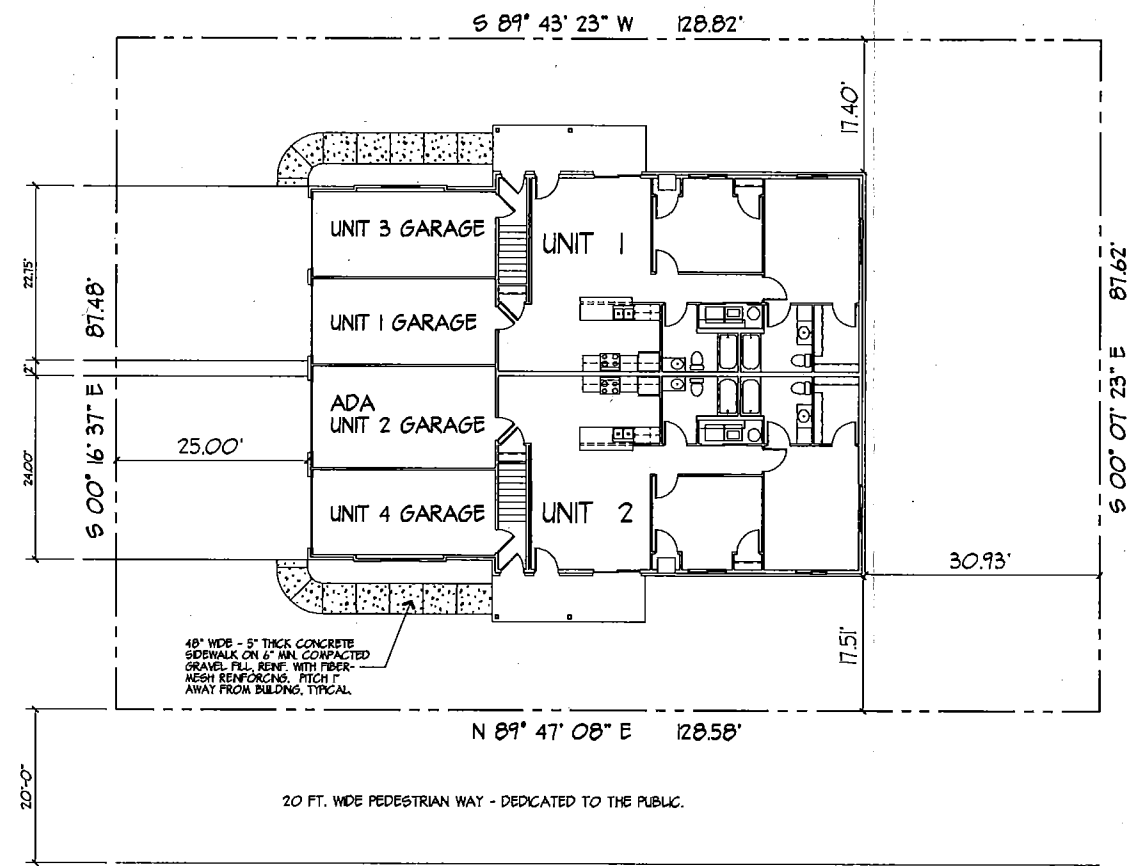 S 89° 43' 23" W 128.82'
17.40'
UNIT 3 GARAGE
UNIT 1
22.75'
87.48'
87.62'
UNIT 1 GARAGE
2'
ADA
UNIT 2 GARAGE
S 00° 16' 37" E
S 00° 07' 23" E
25.00'
24.00'
UNIT 4 GARAGE
UNIT 2
30.93'
17.51'
48" WIDE - 5" THICK CONCRETE
SIDEWALK ON 6" MIN. COMPACTED
GRAVEL FILL, REINF. WITH FIBER-
MESH REINFORCING. PITCH 1"
AWAY FROM BUILDING, TYPICAL.
N 89° 47' 08" E 128.58'
20'-0"
20 FT. WIDE PEDESTRIAN WAY - DEDICATED TO THE PUBLIC.